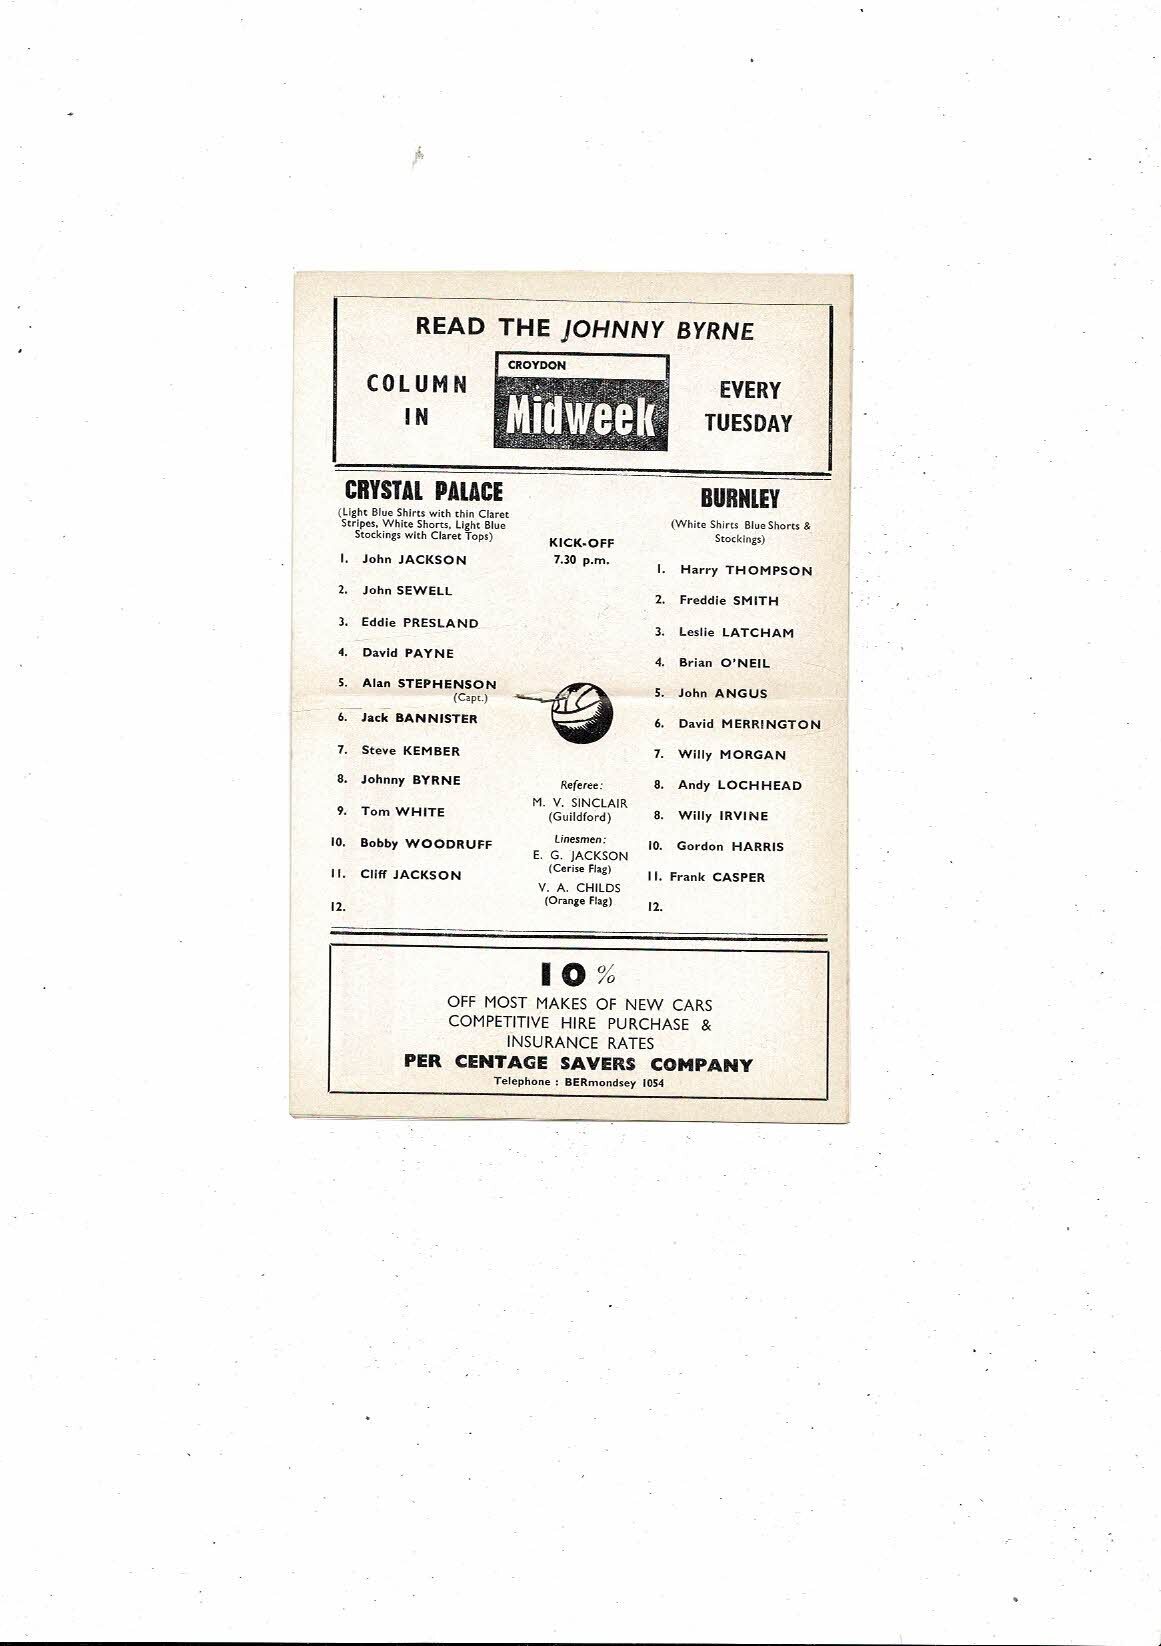 READ THE JOHNNY BYRNE
COLUMN
IN
CROYDON
Midweek
EVERY
TUESDAY
CRYSTAL PALACE
(Light Blue Shirts with thin Claret
Stripes, White Shorts, Light Blue
Stockings with Claret Tops)
1. John JACKSON
2. John SEWELL
3. Eddie PRESLAND
4. David PAYNE
5. Alan STEPHENSON
(Capt.)
6. Jack BANNISTER
7. Steve KEMBER
8. Johnny BYRNE
9. Tom WHITE
10. Bobby WOODRUFF
11. Cliff JACKSON
12.
KICK-OFF
7.30 p.m.
Referee:
M. V. SINCLAIR
(Guildford)
Linesmen:
E. G. JACKSON
(Cerise Flag)
V. A. CHILDS
(Orange Flag)
BURNLEY
(White Shirts Blue Shorts &
Stockings)
1. Harry THOMPSON
2. Freddie SMITH
3. Leslie LATCHAM
4. Brian O'NEIL
5. John ANGUS
6. David MERRINGTON
7. Willy MORGAN
8. Andy LOCHHEAD
8. Willy IRVINE
10. Gordon HARRIS
11. Frank CASPER
12.
10%
OFF MOST MAKES OF NEW CARS
COMPETITIVE HIRE PURCHASE &
INSURANCE RATES
PER CENTAGE SAVERS COMPANY
Telephone : BERmondsey 1054